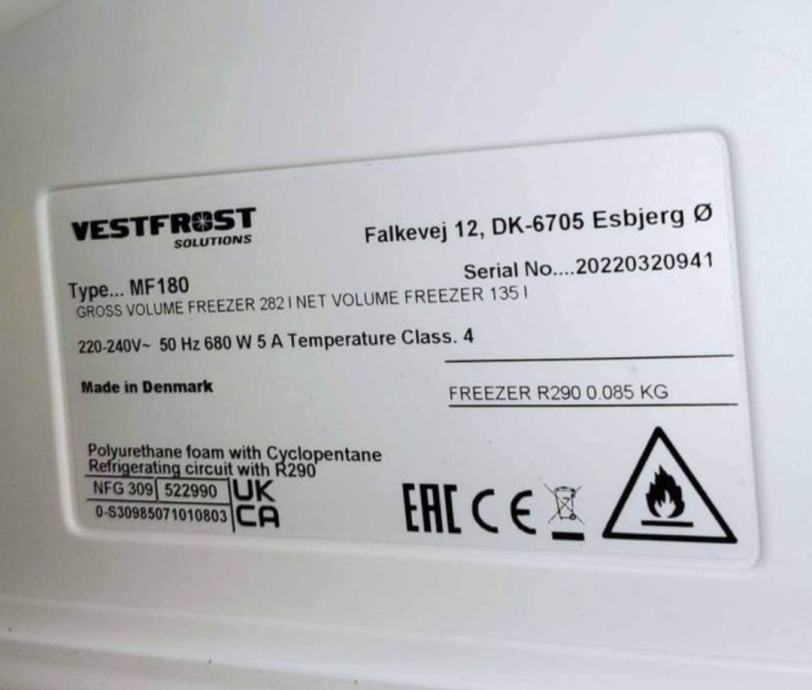 VESTFROST
SOLUTIONS
Falkevej 12, DK-6705 Esbjerg Ø
Type... MF180
Serial No....20220320941
GROSS VOLUME FREEZER 282 l NET VOLUME FREEZER 135 l
220-240V~ 50 Hz 680 W 5 A Temperature Class. 4
Made in Denmark
FREEZER R290 0.085 KG
Polyurethane foam with Cyclopentane
Refrigerating circuit with R290
NFG 309 522990
0-S30985071010803
UK
CA
EAC CE